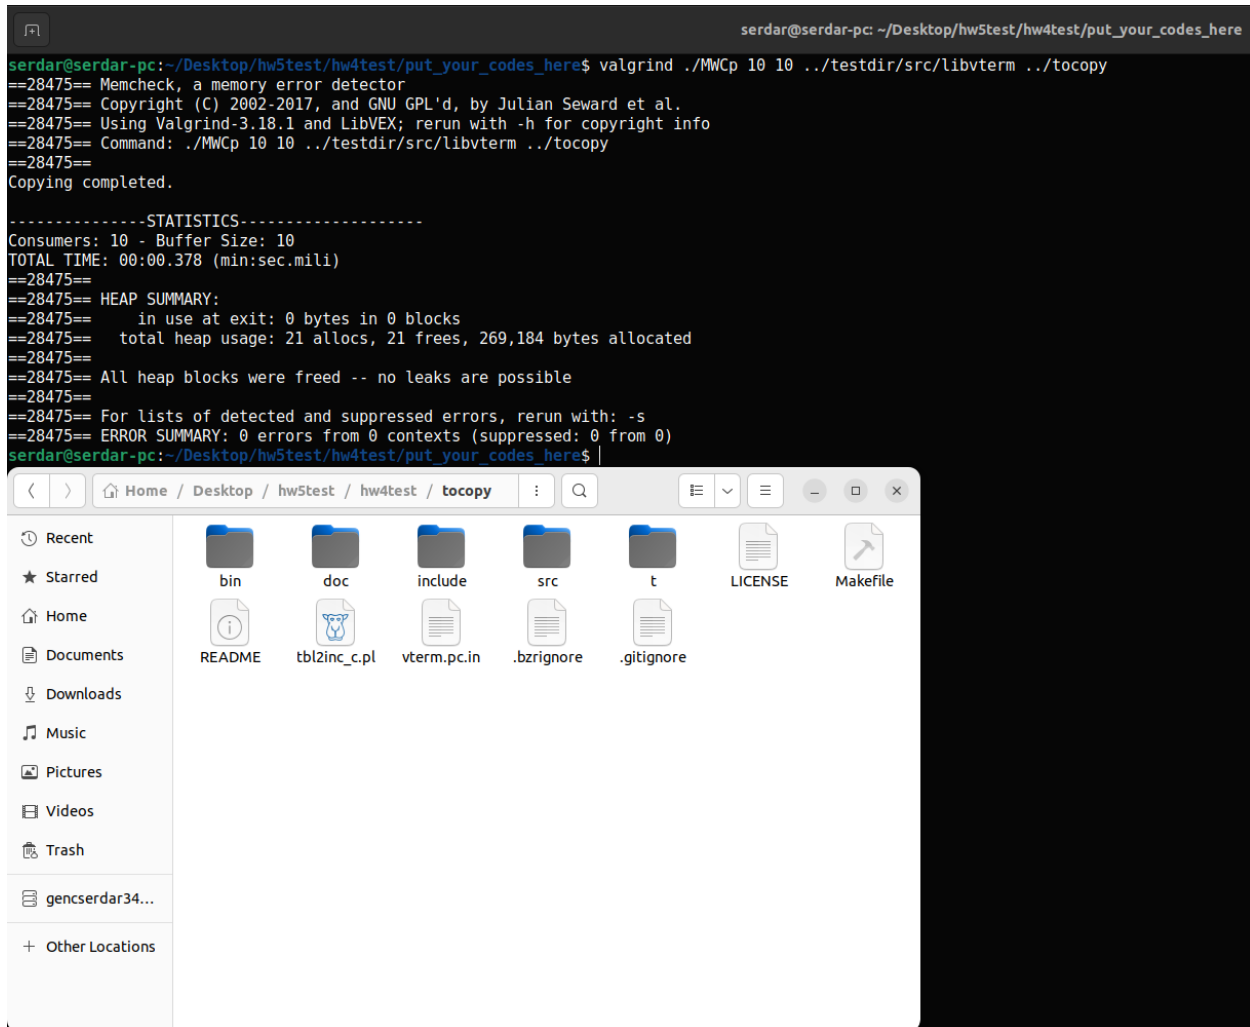 serdar@serdar-pc: ~/Desktop/hw5test/hw4test/put_your_codes_here
serdar@serdar-pc:~/Desktop/hw5test/hw4test/put_your_codes_here$ valgrind ./MWCp 10 10 ../testdir/src/libvterm ../tocopy
==28475== Memcheck, a memory error detector
==28475== Copyright (C) 2002-2017, and GNU GPL'd, by Julian Seward et al.
==28475== Using Valgrind-3.18.1 and LibVEX; rerun with -h for copyright info
==28475== Command: ./MWCp 10 10 ../testdir/src/libvterm ../tocopy
==28475==
Copying completed.
---------------STATISTICS--------------------
Consumers: 10 - Buffer Size: 10
TOTAL TIME: 00:00.378 (min:sec.mili)
==28475==
==28475== HEAP SUMMARY:
==28475==     in use at exit: 0 bytes in 0 blocks
==28475==   total heap usage: 21 allocs, 21 frees, 269,184 bytes allocated
==28475==
==28475== All heap blocks were freed -- no leaks are possible
==28475==
==28475== For lists of detected and suppressed errors, rerun with: -s
==28475== ERROR SUMMARY: 0 errors from 0 contexts (suppressed: 0 from 0)
serdar@serdar-pc:~/Desktop/hw5test/hw4test/put_your_codes_here$
Home / Desktop / hw5test / hw4test / tocopy
Recent
Starred
Home
Documents
Downloads
Music
Pictures
Videos
Trash
gencserdar34...
+ Other Locations
bin doc include src t LICENSE Makefile
README tbl2inc_c.pl vterm.pc.in .bzrignore .gitignore